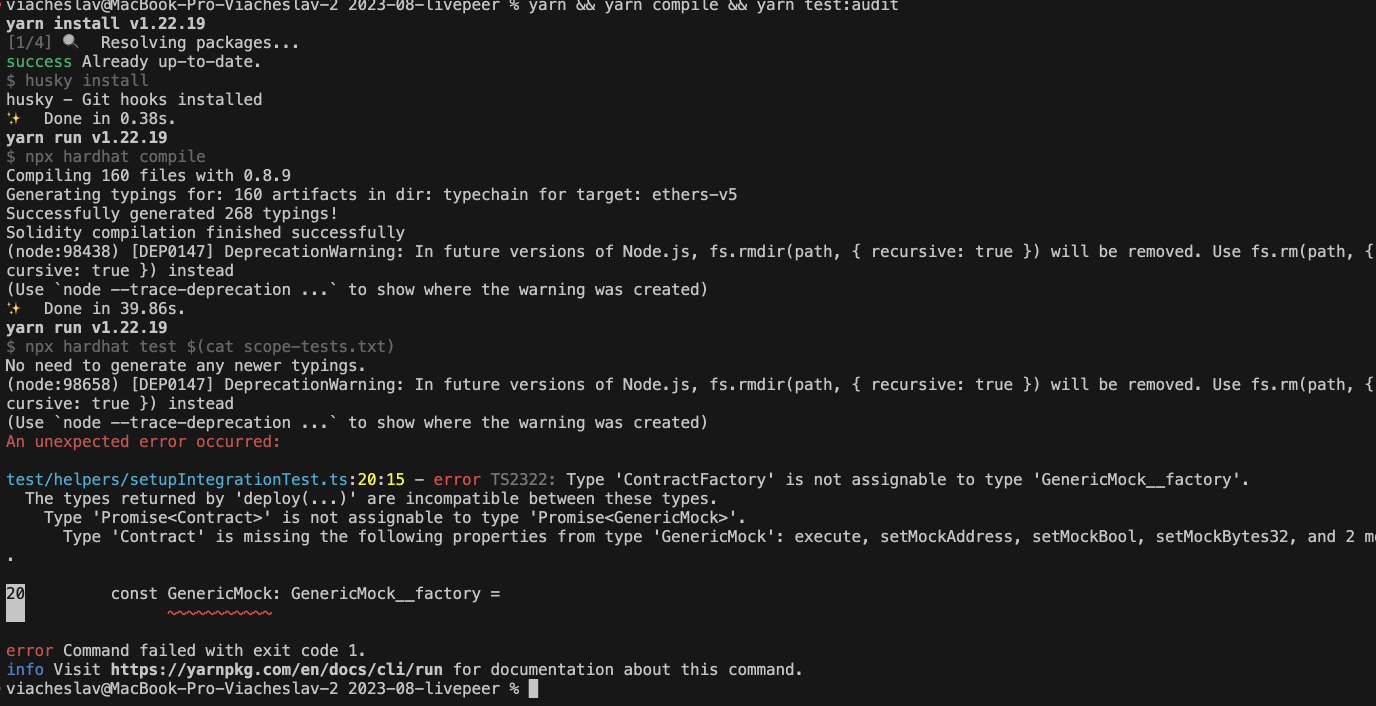 viacheslav@MacBook-Pro-Viacheslav-2 2023-08-livepeer % yarn && yarn compile && yarn test:audit
yarn install v1.22.19
[1/4] 🔍 Resolving packages...
success Already up-to-date.
$ husky install
husky - Git hooks installed
✨ Done in 0.38s.
yarn run v1.22.19
$ npx hardhat compile
Compiling 160 files with 0.8.9
Generating typings for: 160 artifacts in dir: typechain for target: ethers-v5
Successfully generated 268 typings!
Solidity compilation finished successfully
(node:98438) [DEP0147] DeprecationWarning: In future versions of Node.js, fs.rmdir(path, { recursive: true }) will be removed. Use fs.rm(path, {
cursive: true }) instead
(Use `node --trace-deprecation ...` to show where the warning was created)
✨ Done in 39.86s.
yarn run v1.22.19
$ npx hardhat test $(cat scope-tests.txt)
No need to generate any newer typings.
(node:98658) [DEP0147] DeprecationWarning: In future versions of Node.js, fs.rmdir(path, { recursive: true }) will be removed. Use fs.rm(path, {
cursive: true }) instead
(Use `node --trace-deprecation ...` to show where the warning was created)
An unexpected error occurred:
test/helpers/setupIntegrationTest.ts:20:15 - error TS2322: Type 'ContractFactory' is not assignable to type 'GenericMock__factory'.
The types returned by 'deploy(...)' are incompatible between these types.
Type 'Promise<Contract>' is not assignable to type 'Promise<GenericMock>'.
Type 'Contract' is missing the following properties from type 'GenericMock': execute, setMockAddress, setMockBool, setMockBytes32, and 2
.
20 const GenericMock: GenericMock__factory =
error Command failed with exit code 1.
info Visit https://yarnpkg.com/en/docs/cli/run for documentation about this command.
viacheslav@MacBook-Pro-Viacheslav-2 2023-08-livepeer %